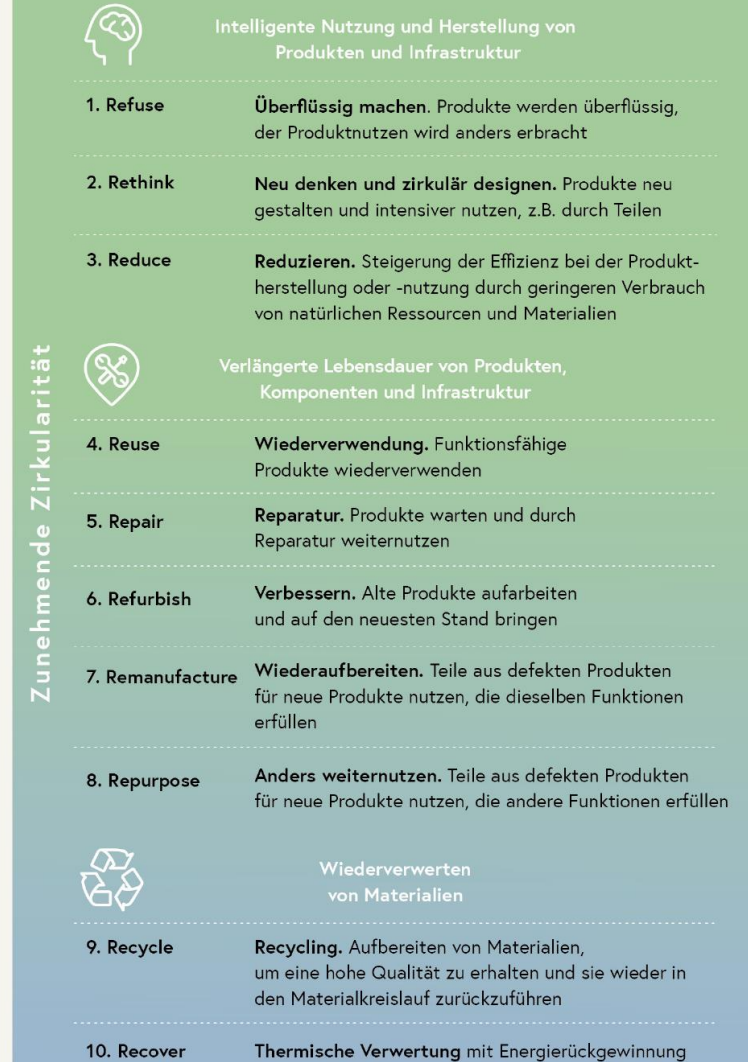 Intelligente Nutzung und Herstellung von
Produkten und Infrastruktur
1. Refuse
Überflüssig machen. Produkte werden überflüssig,
der Produktnutzen wird anders erbracht
2. Rethink
Neu denken und zirkulär designen. Produkte neu
gestalten und intensiver nutzen, z.B. durch Teilen
3. Reduce
Reduzieren. Steigerung der Effizienz bei der Produkt-
herstellung oder -nutzung durch geringeren Verbrauch
von natürlichen Ressourcen und Materialien
Zunehmende Zirkularität
Verlängerte Lebensdauer von Produkten,
Komponenten und Infrastruktur
4. Reuse
Wiederverwendung. Funktionsfähige
Produkte wiederverwenden
5. Repair
Reparatur. Produkte warten und durch
Reparatur weiternutzen
6. Refurbish
Verbessern. Alte Produkte aufarbeiten
und auf den neuesten Stand bringen
7. Remanufacture
Wiederaufbereiten. Teile aus defekten Produkten
für neue Produkte nutzen, die dieselben Funktionen
erfüllen
8. Repurpose
Anders weiternutzen. Teile aus defekten Produkten
für neue Produkte nutzen, die andere Funktionen erfüllen
Wiederverwerten
von Materialien
9. Recycle
Recycling. Aufbereiten von Materialien,
um eine hohe Qualität zu erhalten und sie wieder in
den Materialkreislauf zurückzuführen
10. Recover
Thermische Verwertung mit Energierückgewinnung